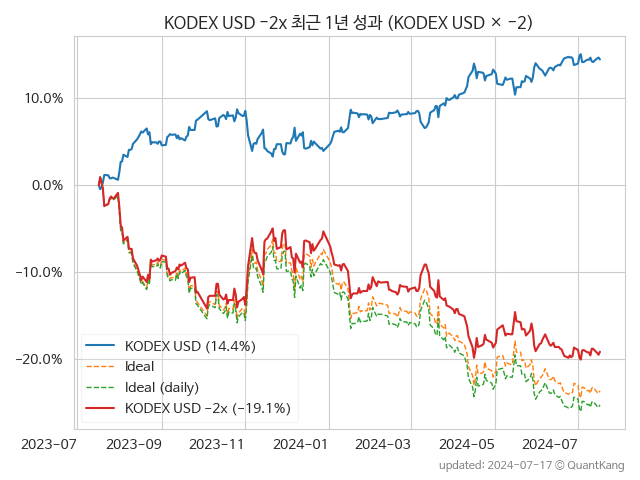 KODEX USD −2x 최근 1년 성과 (KODEX USD × −2)
10.0%
0.0%
−10.0%
−20.0%
KODEX USD (14.4%)
Ideal
Ideal (daily)
KODEX USD −2x (−19.1%)
2023−07 2023−09 2023−11 2024−01 2024−03 2024−05 2024−07
updated: 2024−07−17 © QuantKang